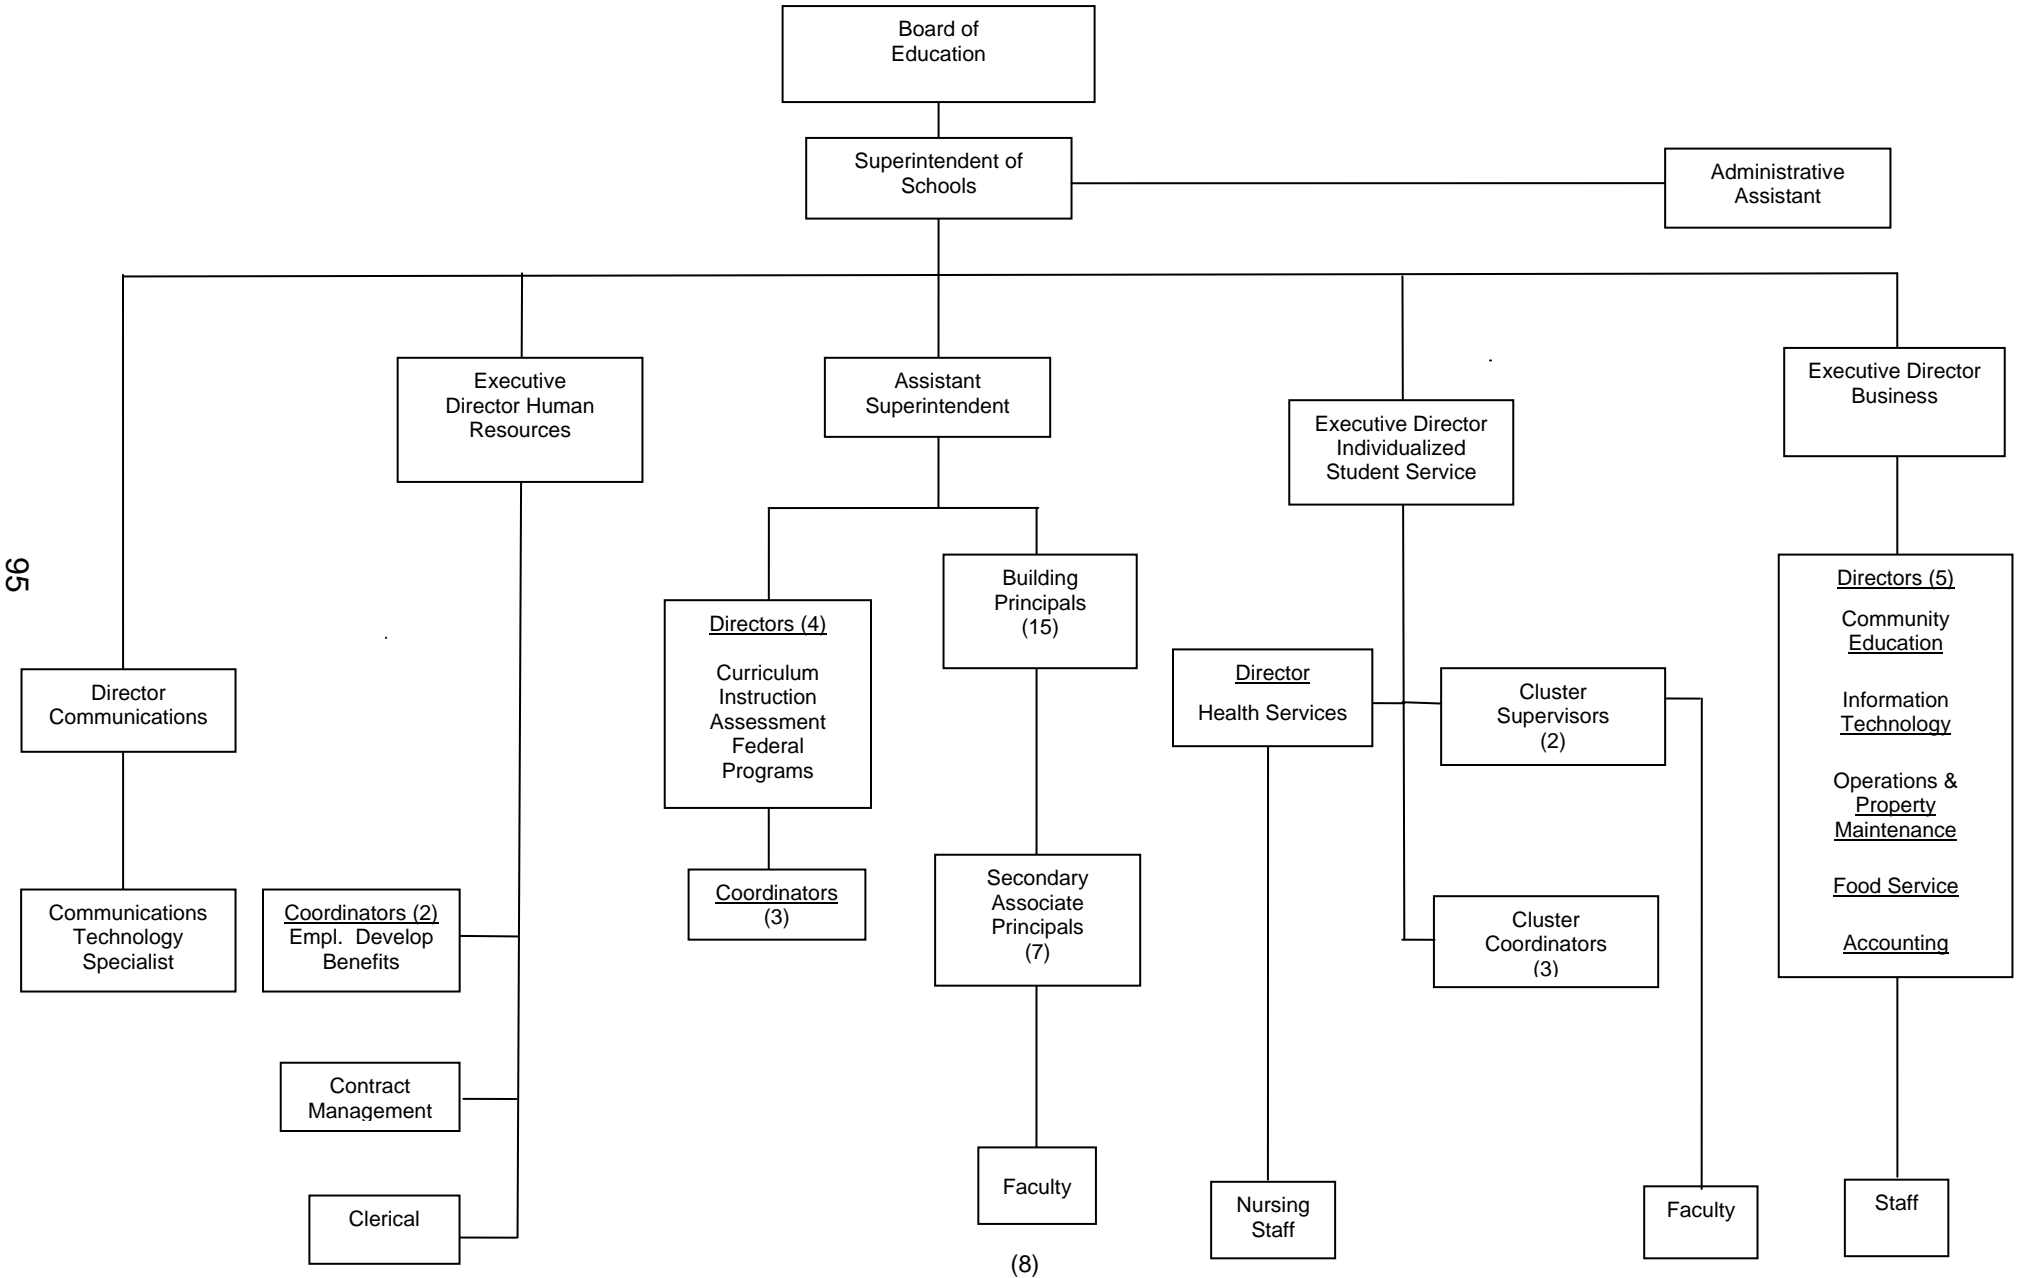 Board of
Education
Superintendent of
Schools
Administrative
Assistant
Executive
Director Human
Resources
Assistant
Superintendent
Executive Director
Individualized
Student Service
Executive Director
Business
95
Director
Communications
Communications
Technology
Specialist
Coordinators (2)
Empl. Develop
Benefits
Contract
Management
Clerical
Directors (4)
Curriculum
Instruction
Assessment
Federal
Programs
Coordinators
(3)
Building
Principals
(15)
Secondary
Associate
Principals
(7)
Faculty
Director
Health Services
Nursing
Staff
Cluster
Supervisors
(2)
Cluster
Coordinators
(3)
Faculty
Directors (5)
Community
Education
Information
Technology
Operations &
Property
Maintenance
Food Service
Accounting
Staff
(8)